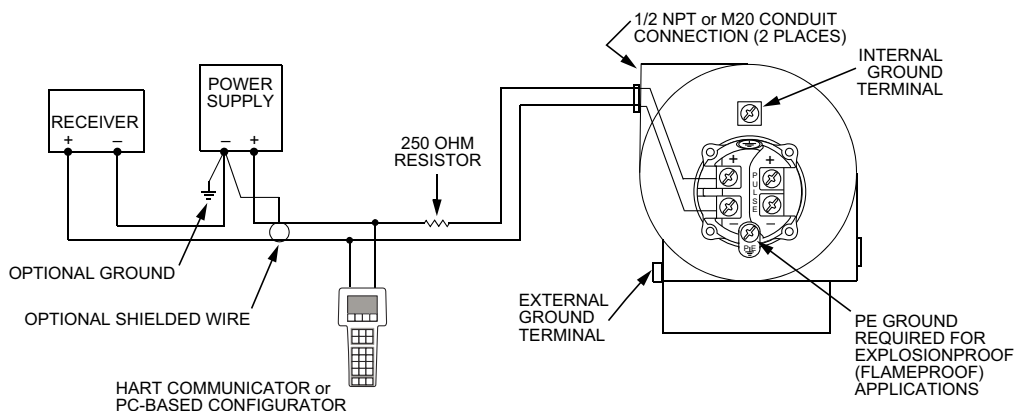 1/2 NPT or M20 CONDUIT
CONNECTION (2 PLACES)
INTERNAL
GROUND
TERMINAL
POWER
SUPPLY
– +
RECEIVER
+ –
250 OHM
RESISTOR
+ +
PULSE
– –
PE
OPTIONAL GROUND
OPTIONAL SHIELDED WIRE
EXTERNAL
GROUND
TERMINAL
PE GROUND
REQUIRED FOR
EXPLOSIONPROOF
(FLAMEPROOF)
APPLICATIONS
HART COMMUNICATOR or
PC-BASED CONFIGURATOR